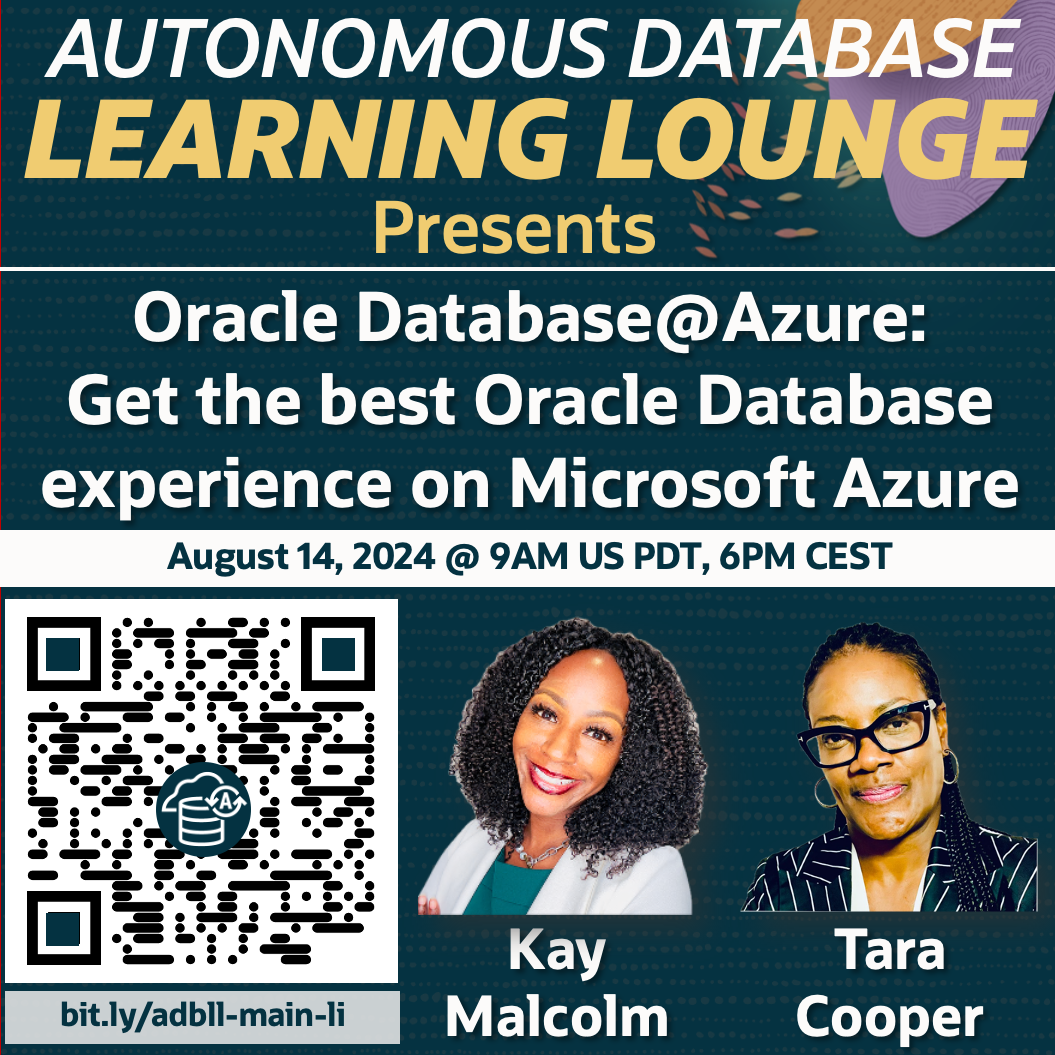 AUTONOMOUS DATABASE
LEARNING LOUNGE
Presents
Oracle Database@Azure:
Get the best Oracle Database
experience on Microsoft Azure
August 14, 2024 @ 9AM US PDT, 6PM CEST
A
bit.ly/adbll-main-li
Kay
Malcolm
Tara
Cooper